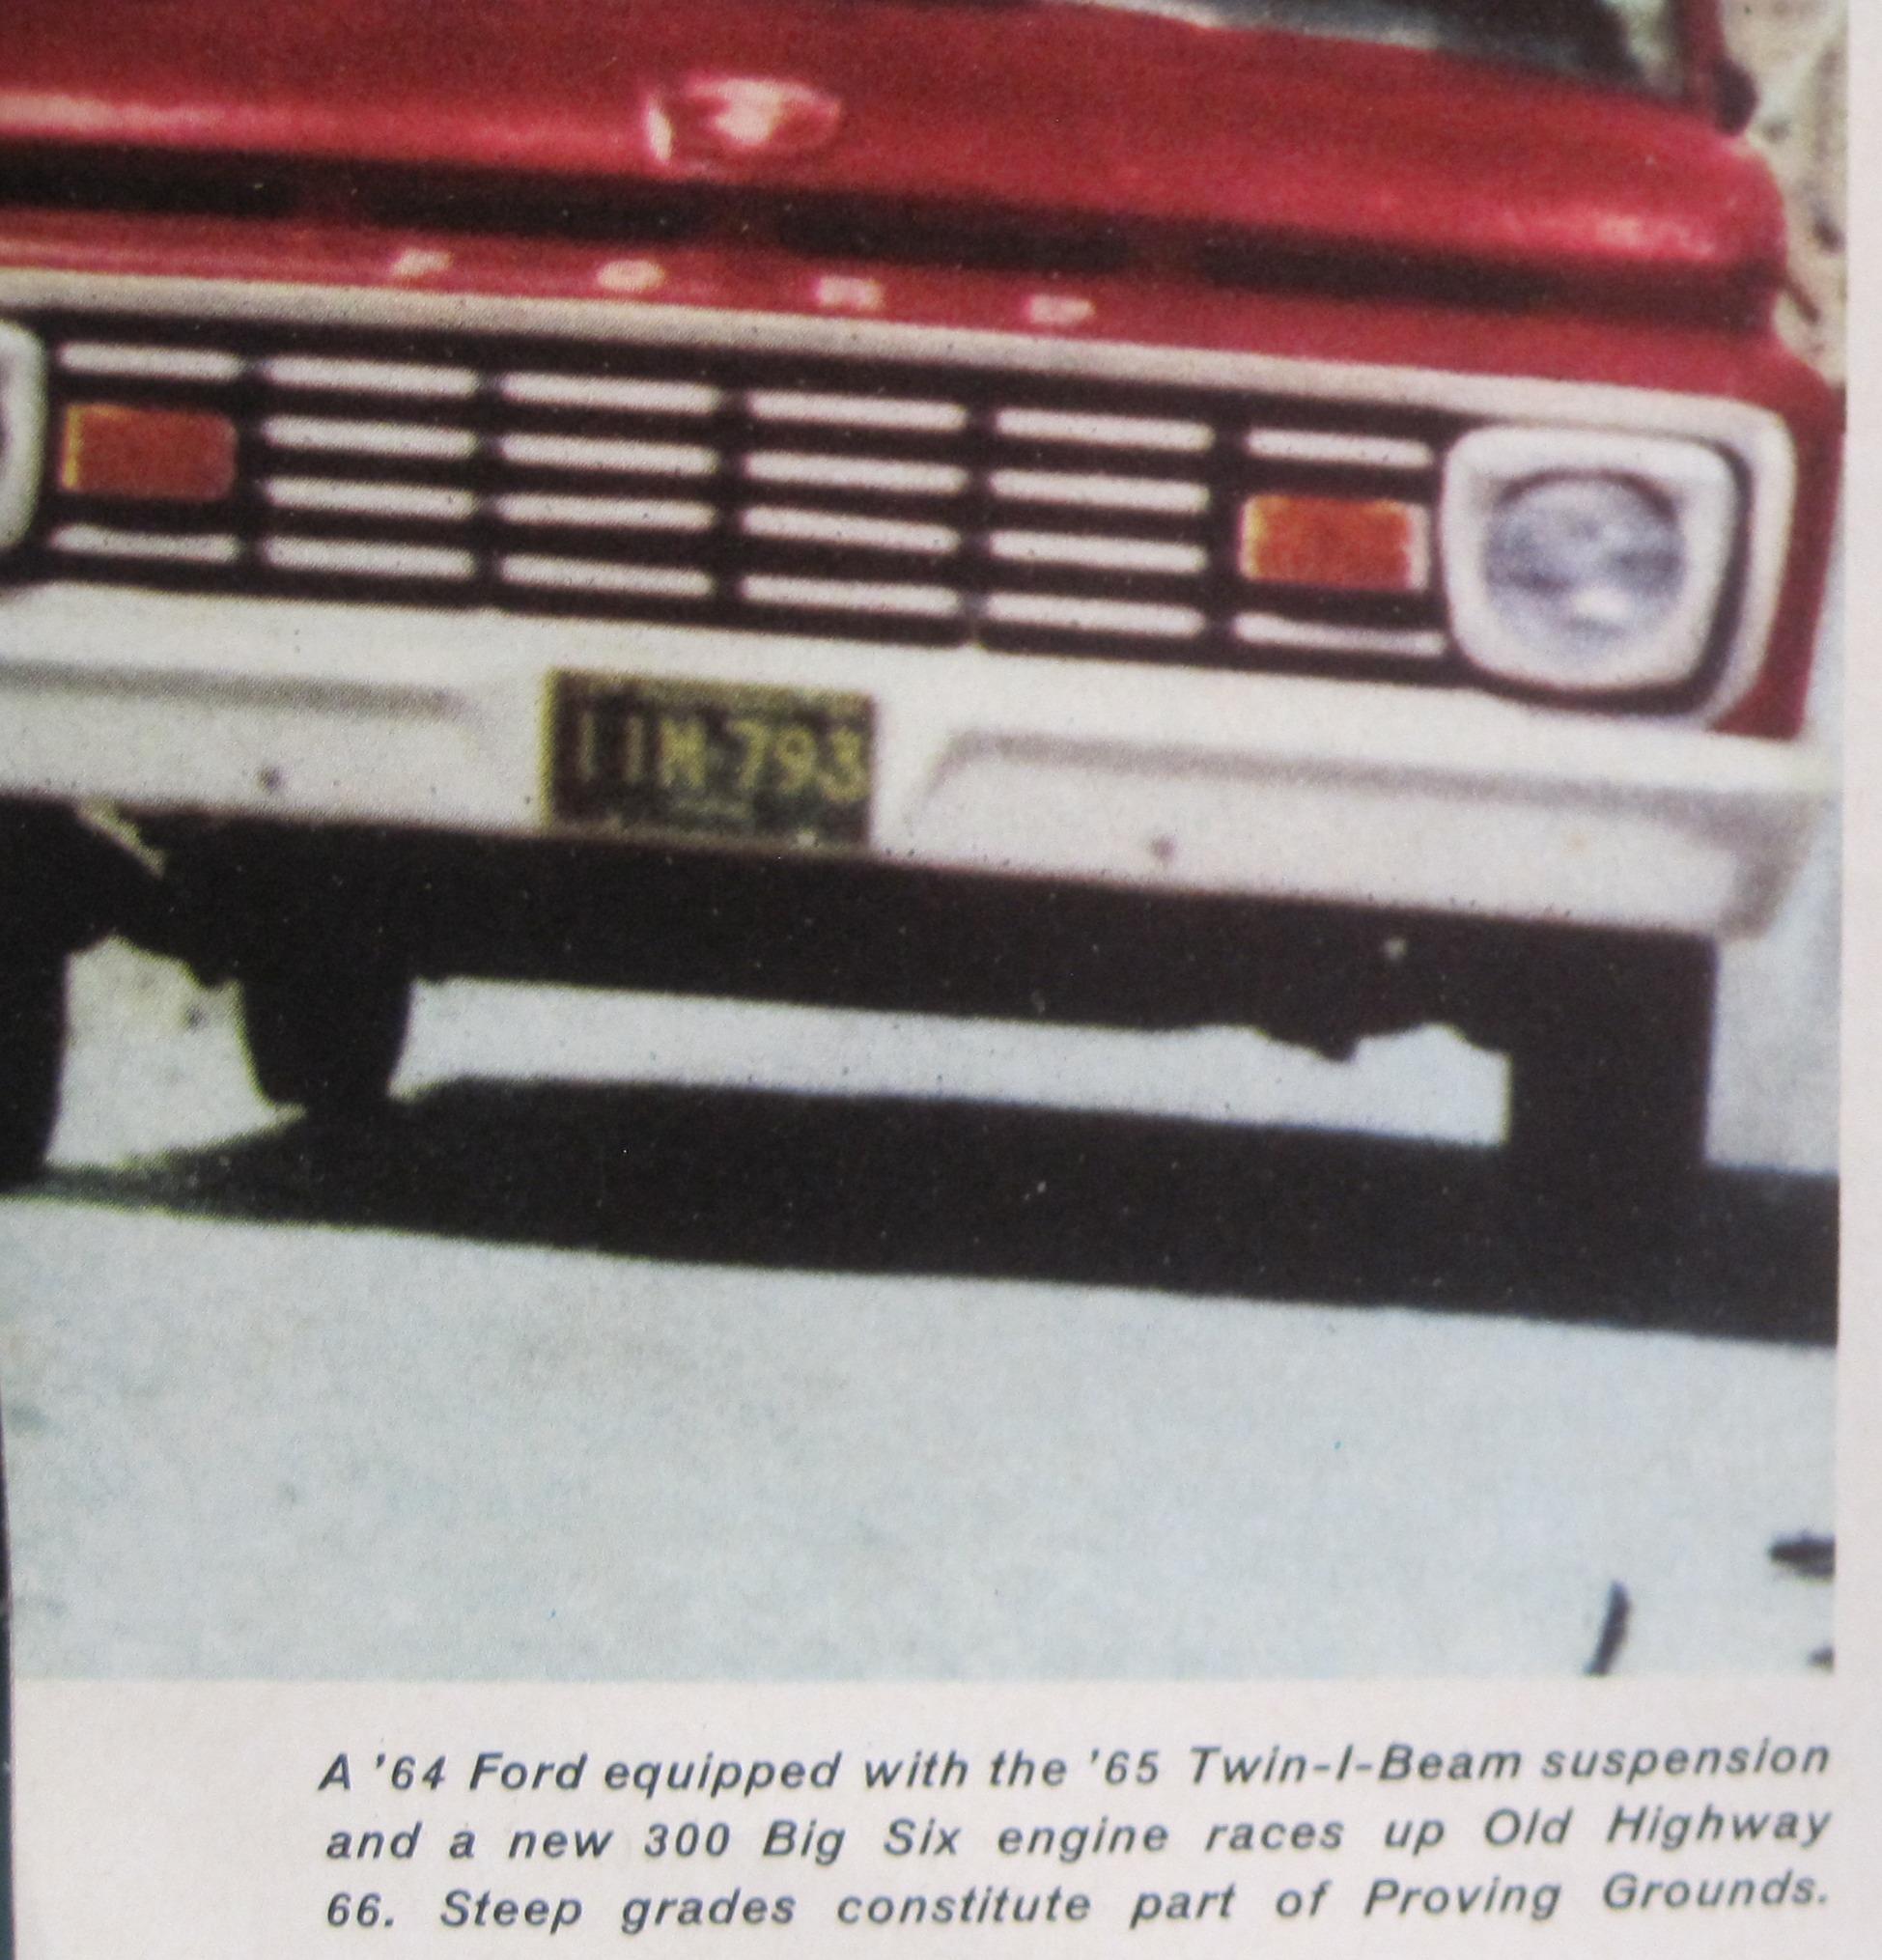 FORD
11N-793
A '64 Ford equipped with the '65 Twin-I-Beam suspension
and a new 300 Big Six engine races up Old Highway
66. Steep grades constitute part of Proving Grounds.